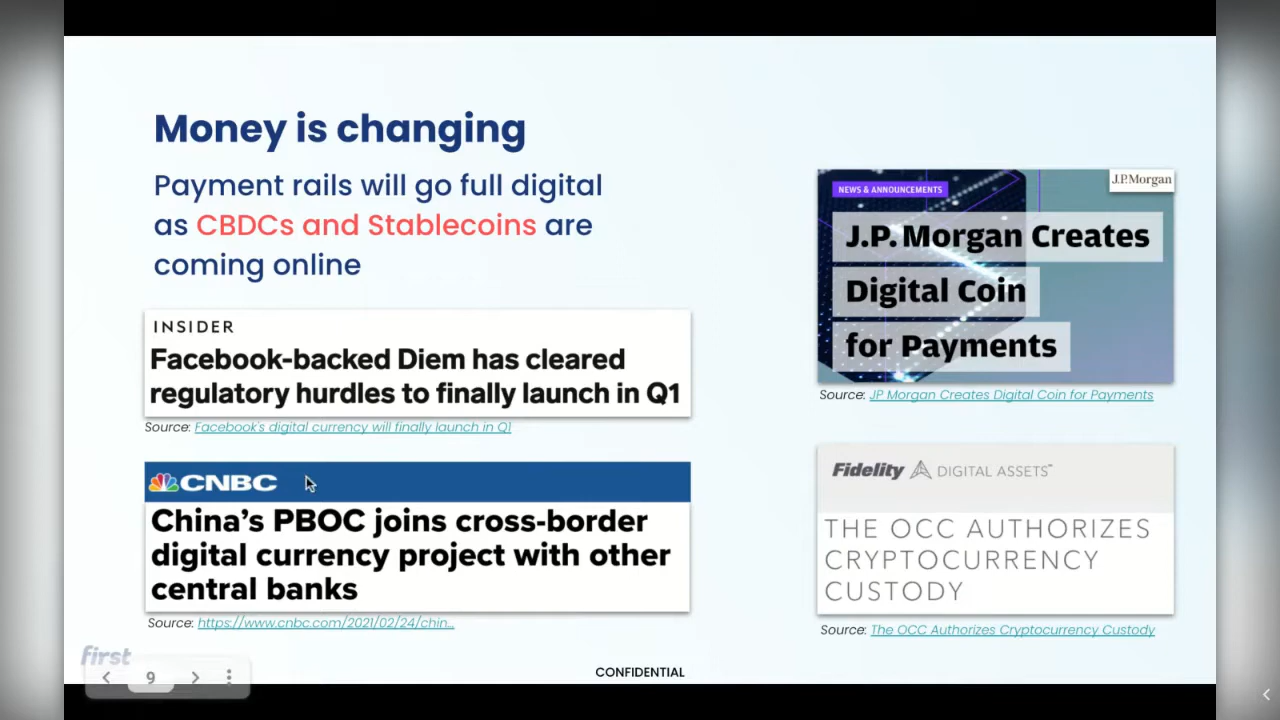 Money is changing
Payment rails will go full digital
as CBDCs and Stablecoins are
coming online
INSIDER
Facebook-backed Diem has cleared
regulatory hurdles to finally launch in Q1
Source: Facebook's digital currency will finally launch in Q1
CNBC
China's PBOC joins cross-border
digital currency project with other
central banks
Source: https://www.cnbc.com/2021/02/24/chin...
NEWS & ANNOUNCEMENTS
J.P.Morgan
J.P. Morgan Creates
Digital Coin
for Payments
Source: JP Morgan Creates Digital Coin for Payments
Fidelity DIGITAL ASSETS℠
THE OCC AUTHORIZES
CRYPTOCURRENCY
CUSTODY
Source: The OCC Authorizes Cryptocurrency Custody
first
9
CONFIDENTIAL